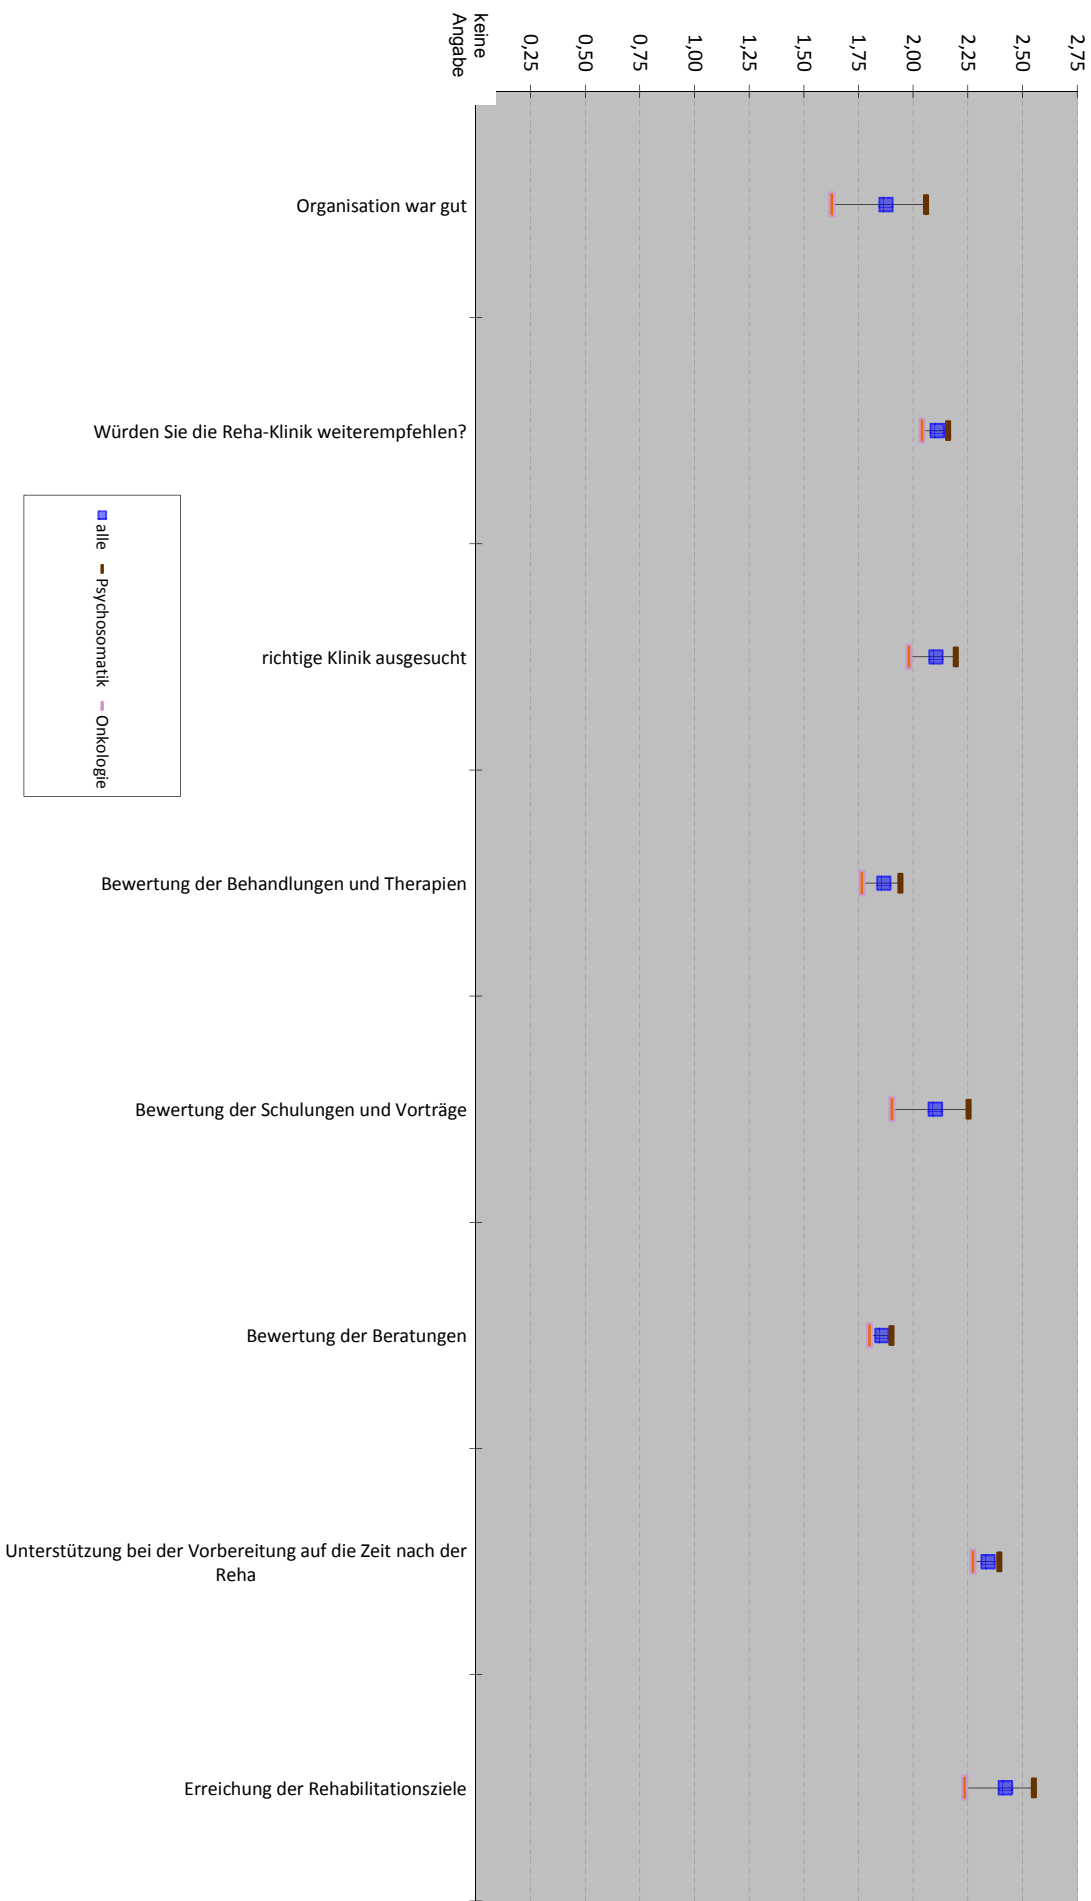 2,75
2,50
2,25
2,00
1,75
1,50
1,25
1,00
0,75
0,50
0,25
keine
Angabe
Organisation war gut
Würden Sie die Reha-Klinik weiterempfehlen?
richtige Klinik ausgesucht
Bewertung der Behandlungen und Therapien
Bewertung der Schulungen und Vorträge
Bewertung der Beratungen
Unterstützung bei der Vorbereitung auf die Zeit nach der
Reha
Erreichung der Rehabilitationsziele
alle Psychosomatik Onkologie